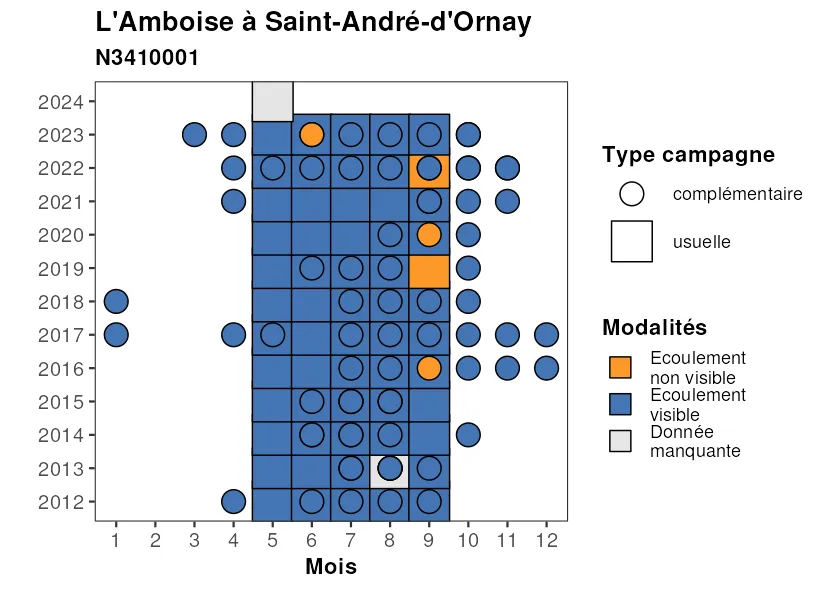 L'Amboise à Saint-André-d'Ornay
N3410001
2024
2023
2022
2021
2020
2019
2018
2017
2016
2015
2014
2013
2012
1 2 3 4 5 6 7 8 9 10 11 12
Mois
Type campagne
complémentaire
usuelle
Modalités
Ecoulement
non visible
Ecoulement
visible
Donnée
manquante